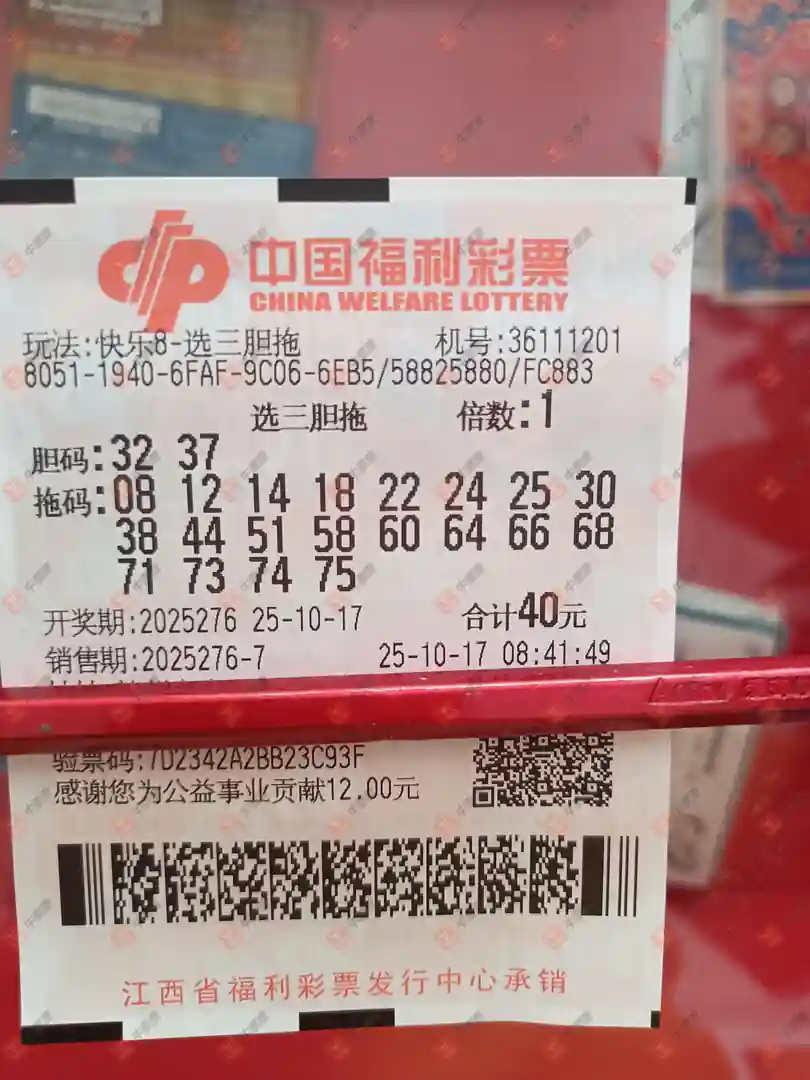 中国福利彩票
CHINA WELFARE LOTTERY
玩法:快乐8-选三胆拖 机号:36111201
8051-1940-6FAF-9C06-6EB5/58825880/FC883
选三胆拖 倍数:1
胆码:32 37
拖码:08 12 14 18 22 24 25 30
38 44 51 58 60 64 66 68
71 73 74 75
开奖期:2025276 25-10-17 合计40元
销售期:2025276-7 25-10-17 08:41:49
验票码:7D2342A2BB23C93F
感谢您为公益事业贡献12.00元
江西省福利彩票发行中心承销